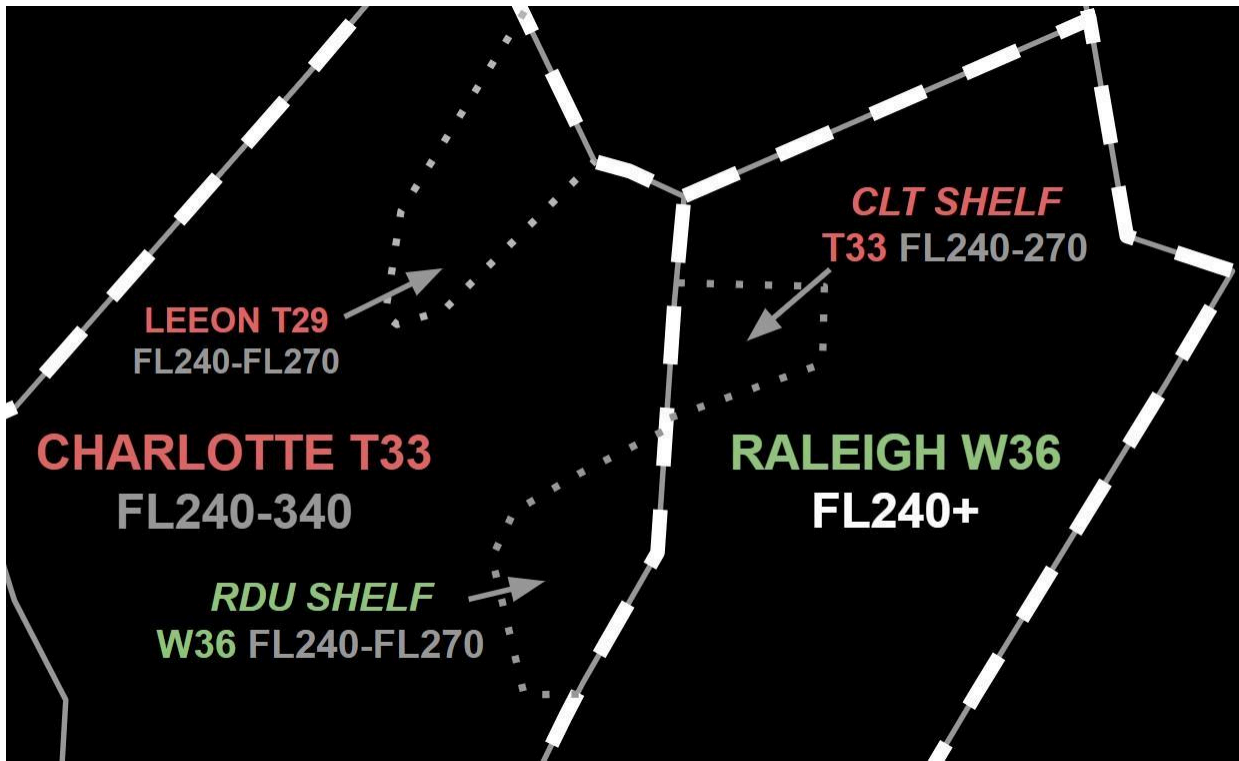 CLT SHELF
T33 FL240-270
LEEON T29
FL240-FL270
CHARLOTTE T33
FL240-340
RALEIGH W36
FL240+
RDU SHELF
W36 FL240-FL270